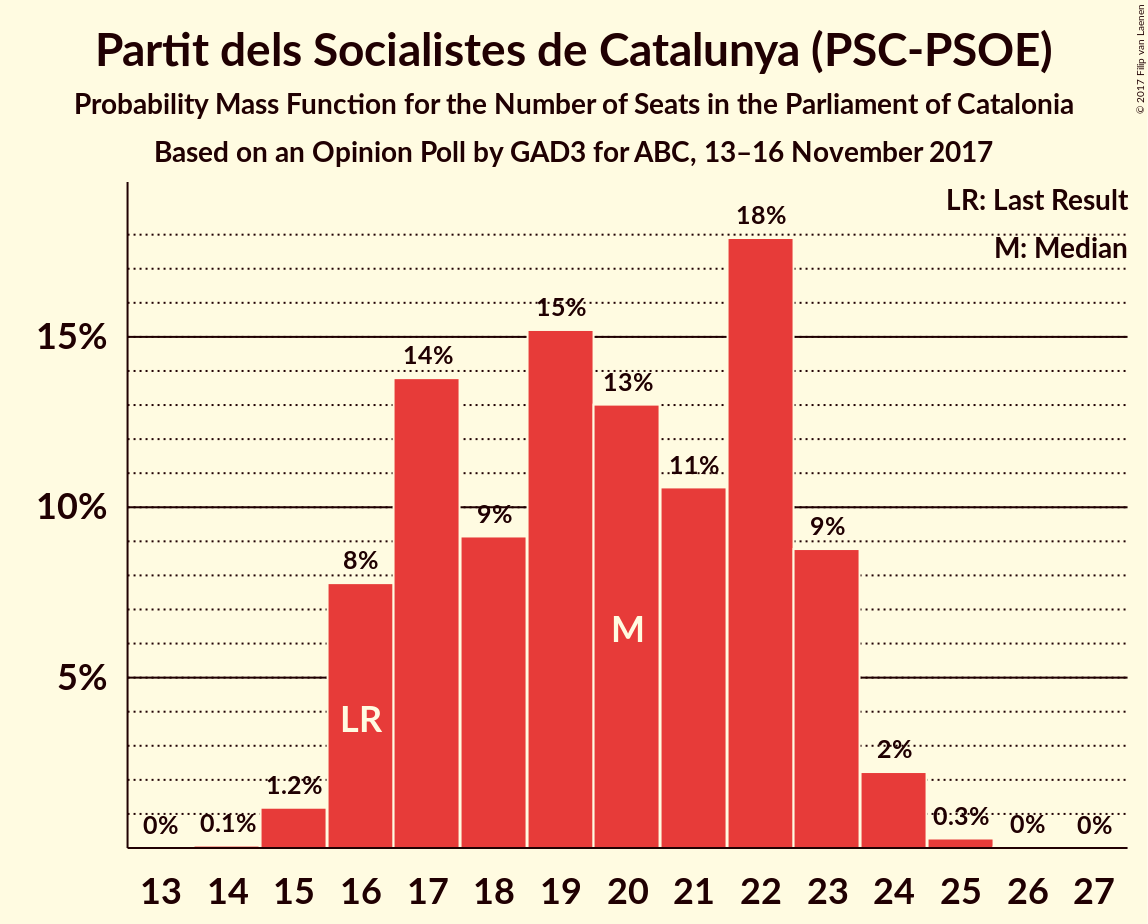 Partit dels Socialistes de Catalunya (PSC-PSOE)
Probability Mass Function for the Number of Seats in the Parliament of Catalonia
Based on an Opinion Poll by GAD3 for ABC, 13–16 November 2017
© 2017 Filip van Laenen
LR: Last Result
M: Median
18%
15%
15%
14%
13%
11%
10%
9%
9%
8%
M
5%
LR
2%
1.2%
0%
0.1%
0.3%
0%
0%
13 14 15 16 17 18 19 20 21 22 23 24 25 26 27